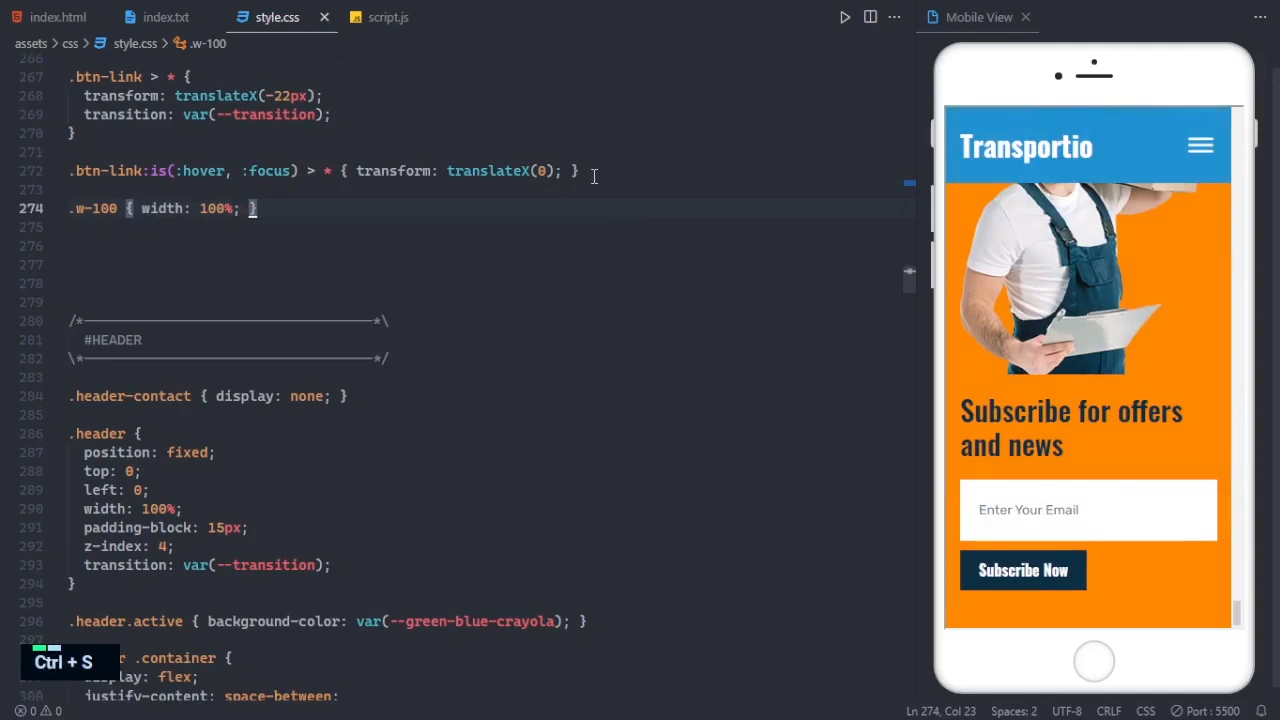 index.html
index.txt
style.css
script.js
Mobile View
assets > css > style.css > .w-100
266
267 .btn-link > * {
268 transform: translateX(-22px);
269 transition: var(--transition);
270 }
271
272 .btn-link:is(:hover, :focus) > * { transform: translateX(0); }
273
274 .w-100 { width: 100%; }
275
276
277
278
279
280 /*-----------------------------------*\
281 #HEADER
282 \*-----------------------------------*/
283
284 .header-contact { display: none; }
285
286 .header {
287 position: fixed;
288 top: 0;
289 left: 0;
290 width: 100%;
291 padding-block: 15px;
292 z-index: 4;
293 transition: var(--transition);
294 }
295
296 .header.active { background-color: var(--green-blue-crayola); }
297
.container {
display: flex;
300 justify-content: space-between;
Ctrl + S
Transportio
Subscribe for offers
and news
Enter Your Email
Subscribe Now
0 0
Ln 274, Col 23
Spaces: 2
UTF-8
CRLF
CSS
Port : 5500